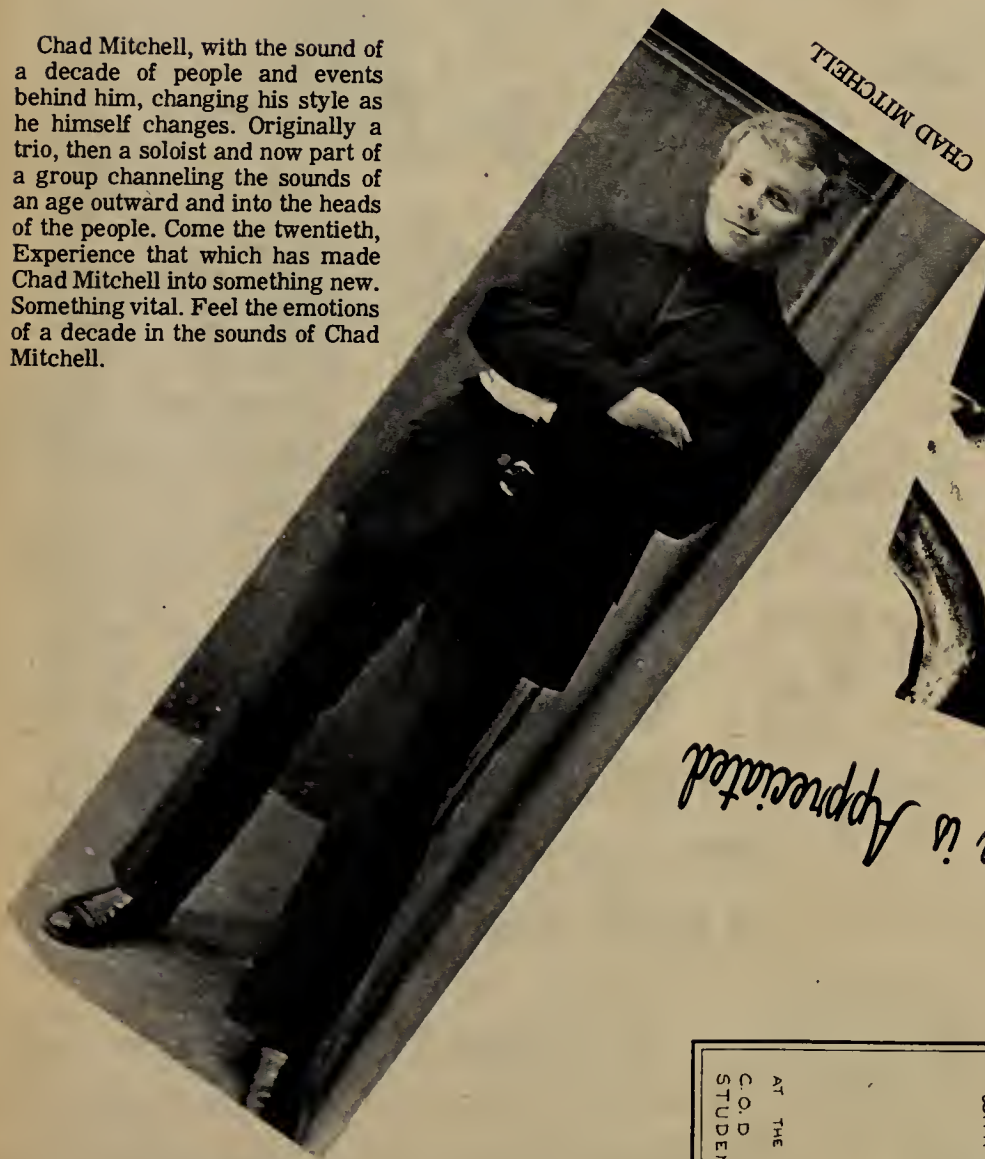 Chad Mitchell, with the sound of
a decade of people and events
behind him, changing his style as
he himself changes. Originally a
trio, then a soloist and now part of
a group channeling the sounds of
an age outward and into the heads
of the people. Come the twentieth,
Experience that which has made
Chad Mitchell into something new.
Something vital. Feel the emotions
of a decade in the sounds of Chad
Mitchell.
CHAD MITCHELL
is Appreciated
AT THE
C.O.D